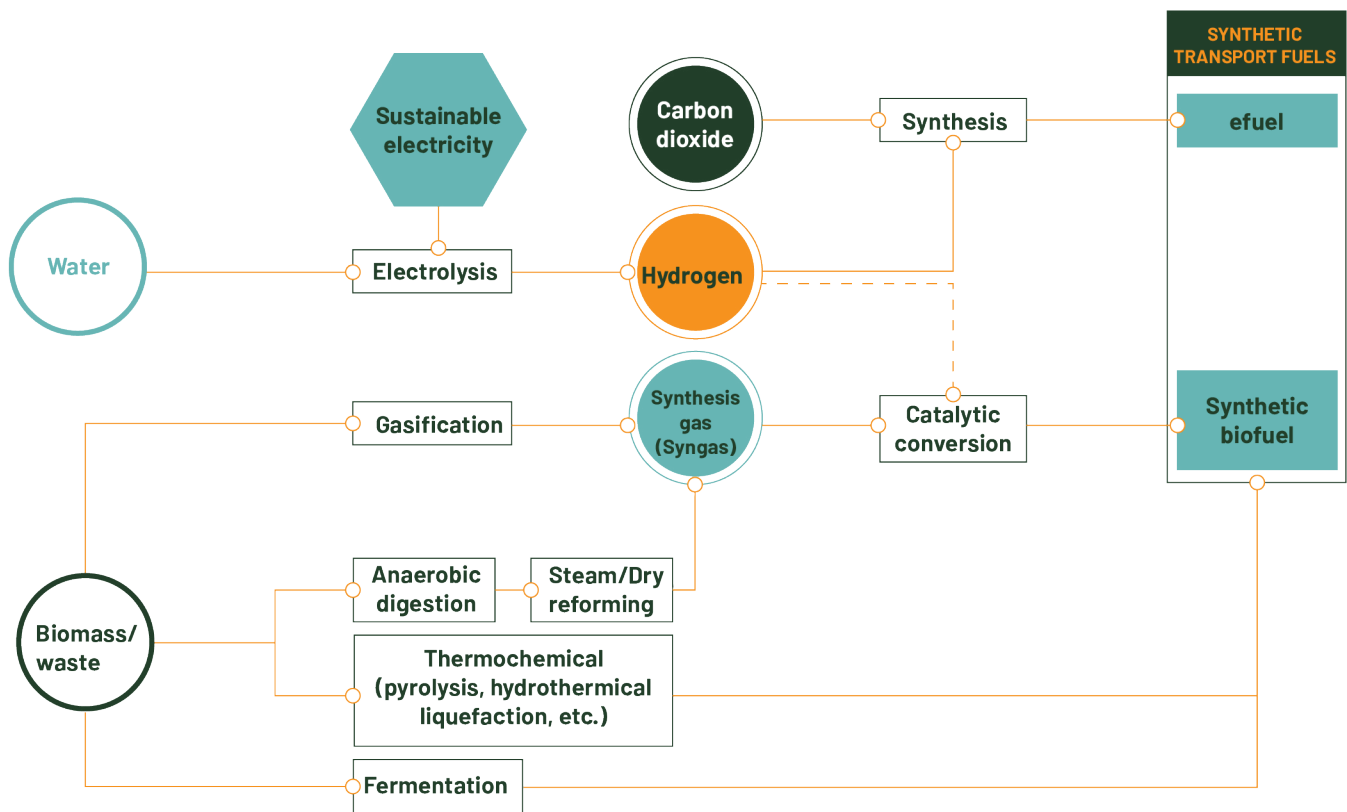 SYNTHETIC
TRANSPORT FUELS
Sustainable
electricity
Carbon
dioxide
Synthesis
efuel
Water
Electrolysis
Hydrogen
Gasification
Synthesis
gas
(Syngas)
Catalytic
conversion
Synthetic
biofuel
Biomass/
waste
Anaerobic
digestion
Steam/Dry
reforming
Thermochemical
(pyrolysis, hydrothermical
liquefaction, etc.)
Fermentation